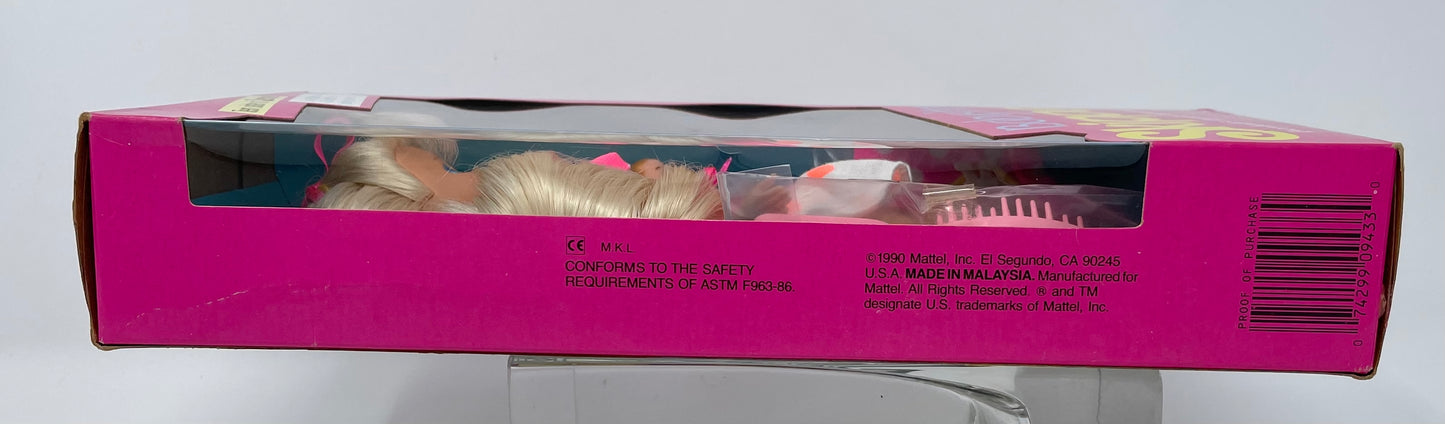 CE M K L
CONFORMS TO THE SAFETY
REQUIREMENTS OF ASTM F963-86.
©1990 Mattel, Inc. El Segundo, CA 90245
U.S.A. MADE IN MALAYSIA. Manufactured for
Mattel. All Rights Reserved. ® and TM
designate U.S. trademarks of Mattel, Inc.
PROOF OF PURCHASE
0 74299 09433 0